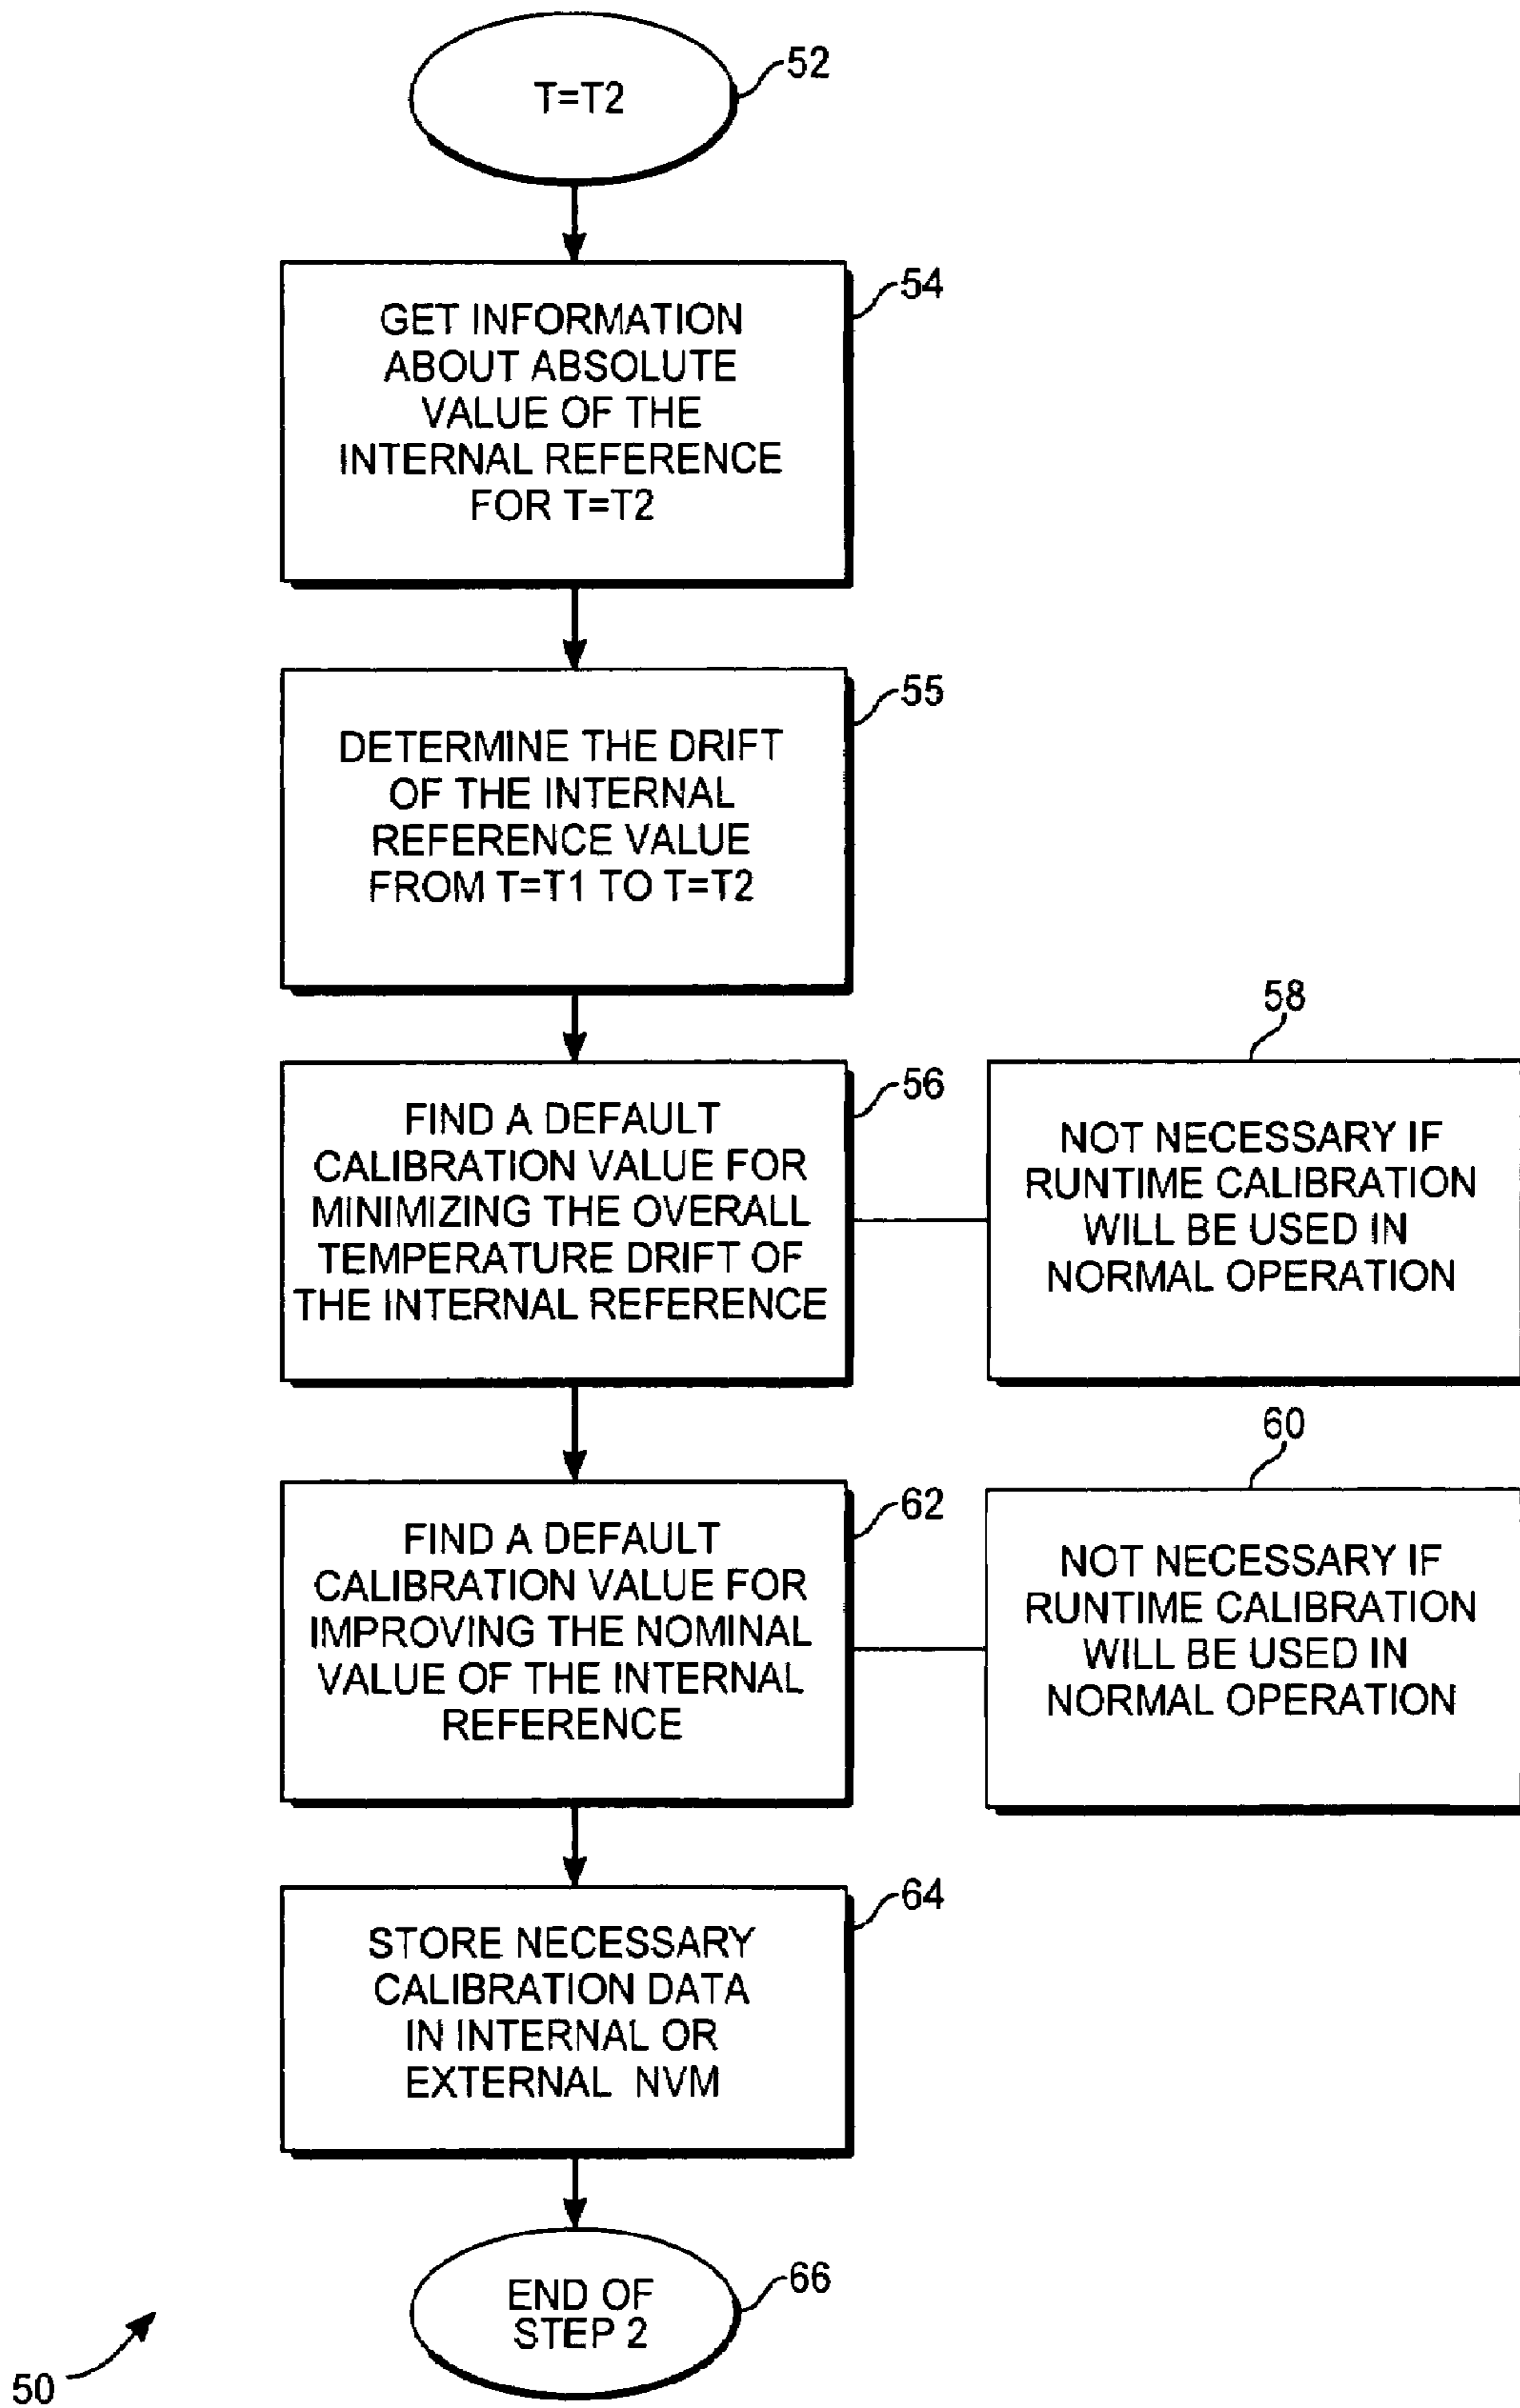 T=T2
52
GET INFORMATION
ABOUT ABSOLUTE
VALUE OF THE
INTERNAL REFERENCE
FOR T=T2
54
DETERMINE THE DRIFT
OF THE INTERNAL
REFERENCE VALUE
FROM T=T1 TO T=T2
55
FIND A DEFAULT
CALIBRATION VALUE FOR
MINIMIZING THE OVERALL
TEMPERATURE DRIFT OF
THE INTERNAL REFERENCE
56
58
NOT NECESSARY IF
RUNTIME CALIBRATION
WILL BE USED IN
NORMAL OPERATION
FIND A DEFAULT
CALIBRATION VALUE FOR
IMPROVING THE NOMINAL
VALUE OF THE INTERNAL
REFERENCE
62
60
NOT NECESSARY IF
RUNTIME CALIBRATION
WILL BE USED IN
NORMAL OPERATION
STORE NECESSARY
CALIBRATION DATA
IN INTERNAL OR
EXTERNAL NVM
64
END OF
STEP 2
66
50